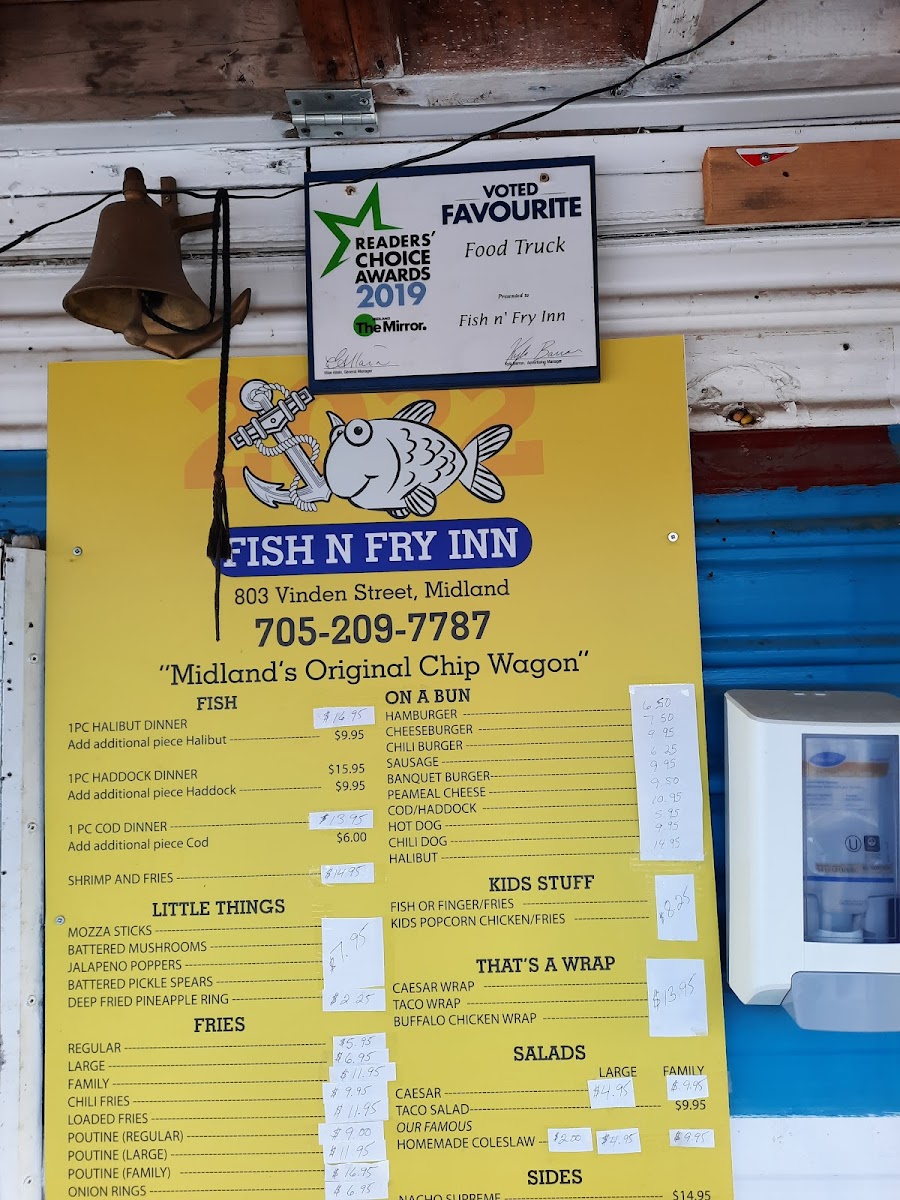 READERS' CHOICE AWARDS 2019
MIDLAND
The Mirror.
VOTED
FAVOURITE
Food Truck
Presented to
Fish n' Fry Inn
2022
FISH N FRY INN
803 Vinden Street, Midland
705-209-7787
"Midland's Original Chip Wagon"
FISH
1PC HALIBUT DINNER $16.95
Add additional piece Halibut $9.95
1PC HADDOCK DINNER $15.95
Add additional piece Haddock $9.95
1 PC COD DINNER $13.95
Add additional piece Cod $6.00
SHRIMP AND FRIES $14.95
LITTLE THINGS
MOZZA STICKS
BATTERED MUSHROOMS
JALAPENO POPPERS
BATTERED PICKLE SPEARS
$7.95
DEEP FRIED PINEAPPLE RING $2.25
FRIES
REGULAR $5.95
LARGE $6.95
FAMILY $11.95
CHILI FRIES $9.95
LOADED FRIES $11.95
POUTINE (REGULAR) $9.00
POUTINE (LARGE) $11.95
POUTINE (FAMILY) $16.95
ONION RINGS $6.95
ON A BUN
HAMBURGER 6.50
CHEESEBURGER 7.50
CHILI BURGER 9.95
SAUSAGE 6.25
BANQUET BURGER 9.95
PEAMEAL CHEESE 9.50
COD/HADDOCK 10.95
HOT DOG 5.95
CHILI DOG 9.95
HALIBUT 14.95
KIDS STUFF
FISH OR FINGER/FRIES
KIDS POPCORN CHICKEN/FRIES
$8.25
THAT'S A WRAP
CAESAR WRAP
TACO WRAP
BUFFALO CHICKEN WRAP
$13.95
SALADS
LARGE FAMILY
CAESAR $4.95 $9.95
TACO SALAD $9.95
OUR FAMOUS
HOMEMADE COLESLAW $2.00 $4.95 $9.95
SIDES
NACHO SUPREME $14.95